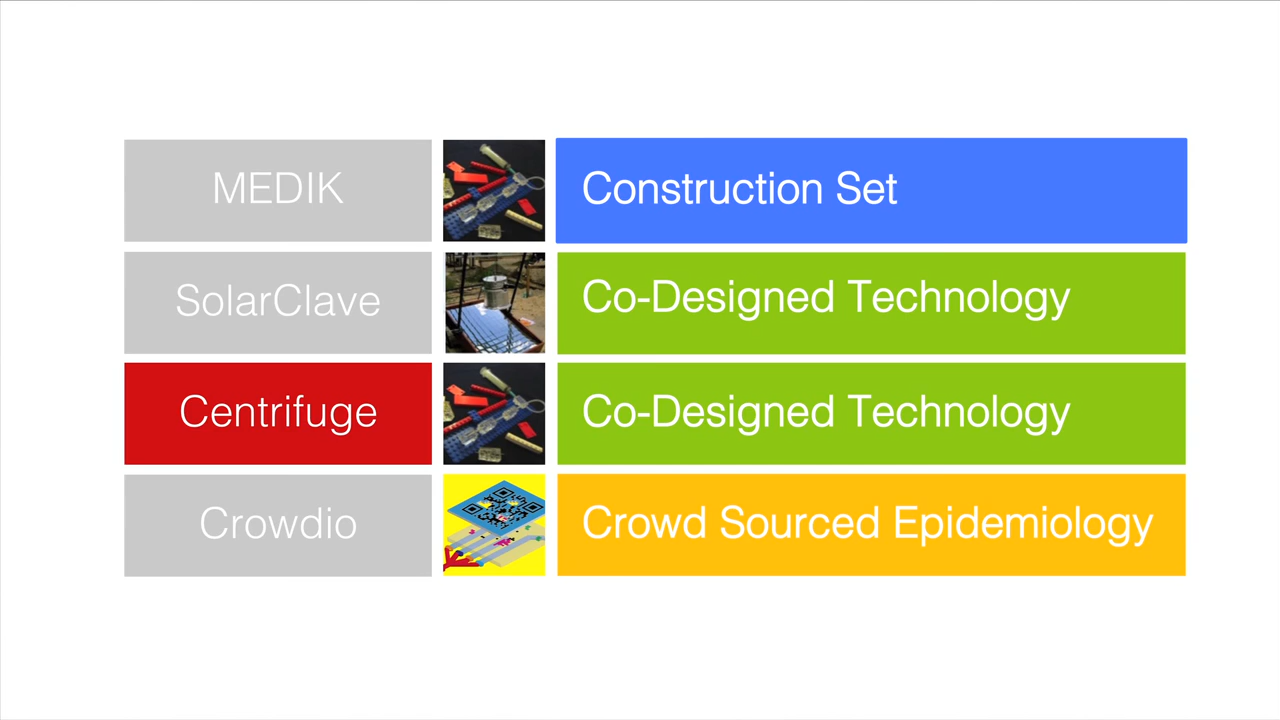 MEDIK
Construction Set
SolarClave
Co-Designed Technology
Centrifuge
Co-Designed Technology
Crowdio
Crowd Sourced Epidemiology